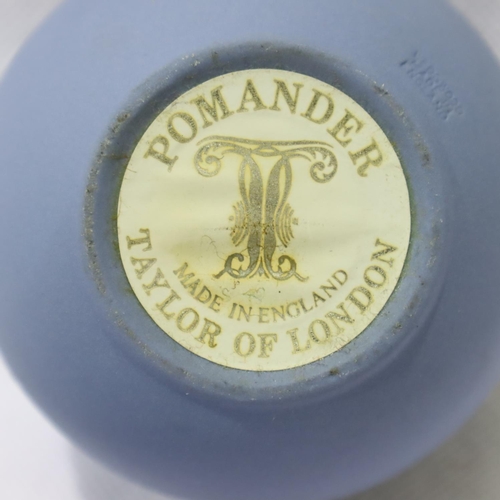 POMANDER
MADE IN ENGLAND
TAYLOR OF LONDON